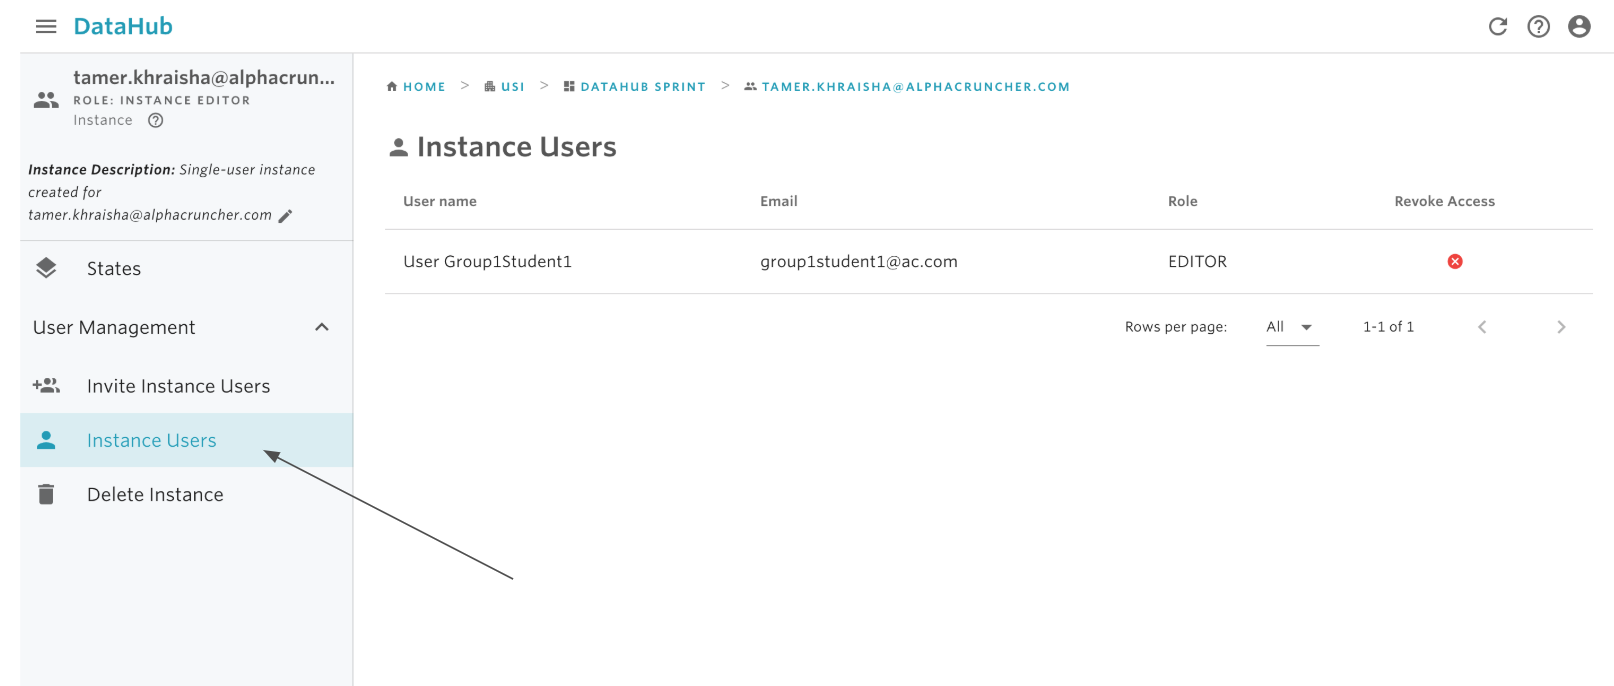 DataHub
tamer.khraisha@alphacrun...
ROLE: INSTANCE EDITOR
Instance
Instance Description: Single-user instance
created for
tamer.khraisha@alphacruncher.com
States
User Management
Invite Instance Users
Instance Users
Delete Instance
HOME > USI > DATAHUB SPRINT > TAMER.KHRAISHA@ALPHACRUNCHER.COM
Instance Users
User name Email Role Revoke Access
User Group1Student1 group1student1@ac.com EDITOR
Rows per page: All 1-1 of 1